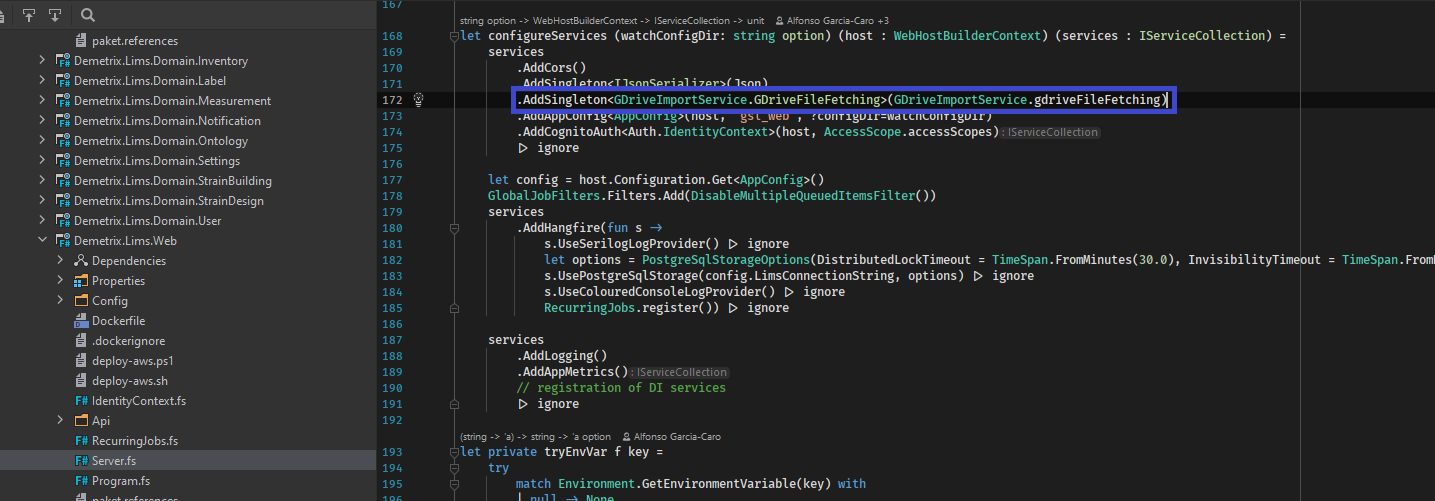 paket.references
Demetrix.Lims.Domain.Inventory
Demetrix.Lims.Domain.Label
Demetrix.Lims.Domain.Measurement
Demetrix.Lims.Domain.Notification
Demetrix.Lims.Domain.Ontology
Demetrix.Lims.Domain.Settings
Demetrix.Lims.Domain.StrainBuilding
Demetrix.Lims.Domain.StrainDesign
Demetrix.Lims.Domain.User
Demetrix.Lims.Web
Dependencies
Properties
Config
Dockerfile
.dockerignore
deploy-aws.ps1
deploy-aws.sh
F# IdentityContext.fs
Api
F# RecurringJobs.fs
F# Server.fs
F# Program.fs
paket.references
167
string option -> WebHostBuilderContext -> IServiceCollection -> unit Alfonso Garcia-Caro +3
168 let configureServices (watchConfigDir: string option) (host : WebHostBuilderContext) (services : IServiceCollection) =
169 services
170 .AddCors()
171 .AddSingleton<IJsonSerializer>(Json)
172 .AddSingleton<GDriveImportService.GDriveFileFetching>(GDriveImportService.gdriveFileFetching)
173 .AddAppConfig<AppConfig>(host, "gsl_web", ?configDir=watchConfigDir)
174 .AddCognitoAuth<Auth.IdentityContext>(host, AccessScope.accessScopes) : IServiceCollection
175 |> ignore
176
177 let config = host.Configuration.Get<AppConfig>()
178 GlobalJobFilters.Filters.Add(DisableMultipleQueuedItemsFilter())
179 services
180 .AddHangfire(fun s ->
181 s.UseSerilogLogProvider() |> ignore
182 let options = PostgreSqlStorageOptions(DistributedLockTimeout = TimeSpan.FromMinutes(30.0), InvisibilityTimeout = TimeSpan.From
183 s.UsePostgreSqlStorage(config.LimsConnectionString, options) |> ignore
184 s.UseColouredConsoleLogProvider() |> ignore
185 RecurringJobs.register()) |> ignore
186
187 services
188 .AddLogging()
189 .AddAppMetrics() : IServiceCollection
190 // registration of DI services
191 |> ignore
192
(string -> 'a) -> string -> 'a option Alfonso Garcia-Caro
193 let private tryEnvVar f key =
194 try
195 match Environment.GetEnvironmentVariable(key) with
196 | null -> None